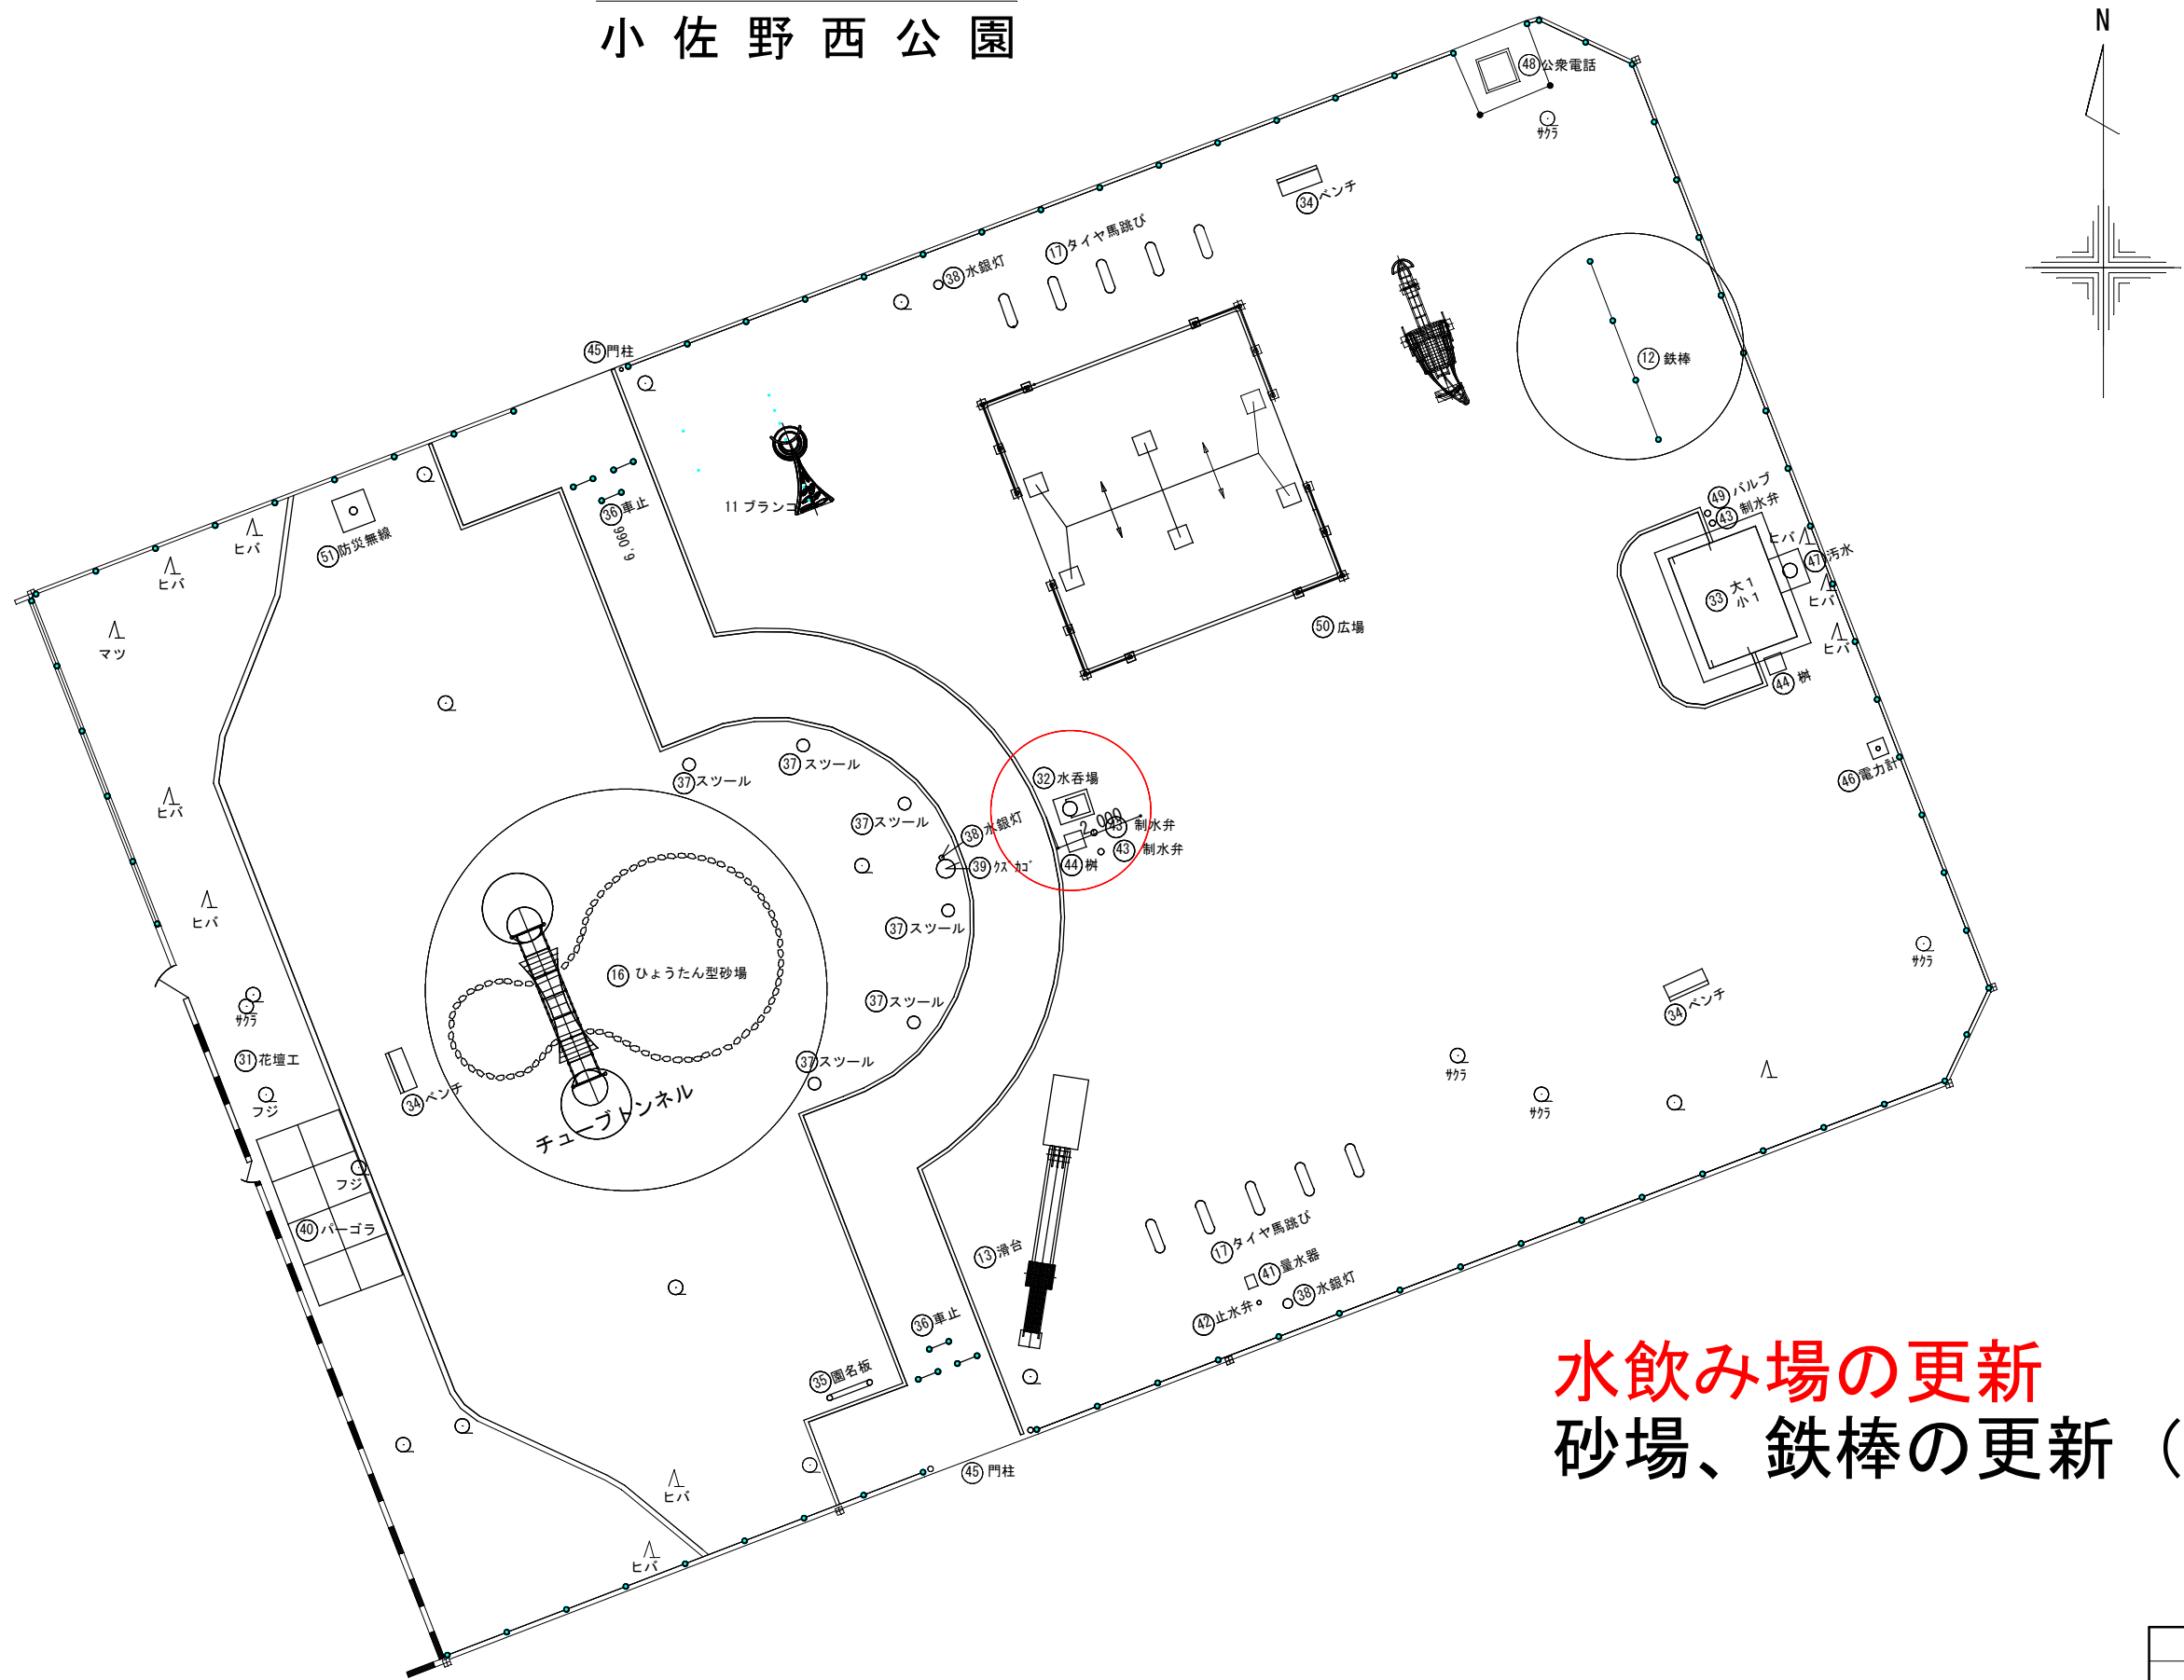 小佐野西公園
N
48 公衆電話
サクラ
34 ベンチ
17 タイヤ馬跳び
38 水銀灯
45 門柱
12 鉄棒
11 ブランコ
36 車止
6,066
51 防災無線
ヒバ
ヒバ
マツ
49 バルブ
43 制水弁
ヒバ
47 汚水
33 大1
小1
ヒバ
ヒバ
44 桝
50 広場
46 電力計
32 水呑場
2,000
43 制水弁
43 制水弁
44 桝
37 スツール
37 スツール
37 スツール
38 水銀灯
39 クズカゴ
37 スツール
37 スツール
37 スツール
ヒバ
ヒバ
サクラ
31 花壇工
フジ
フジ
34 ベンチ
16 ひょうたん型砂場
チューブトンネル
40 パーゴラ
サクラ
34 ベンチ
サクラ
サクラ
13 滑台
17 タイヤ馬跳び
41 量水器
42 止水弁
38 水銀灯
36 車止
35 園名板
45 門柱
ヒバ
ヒバ
水飲み場の更新
砂場、鉄棒の更新（